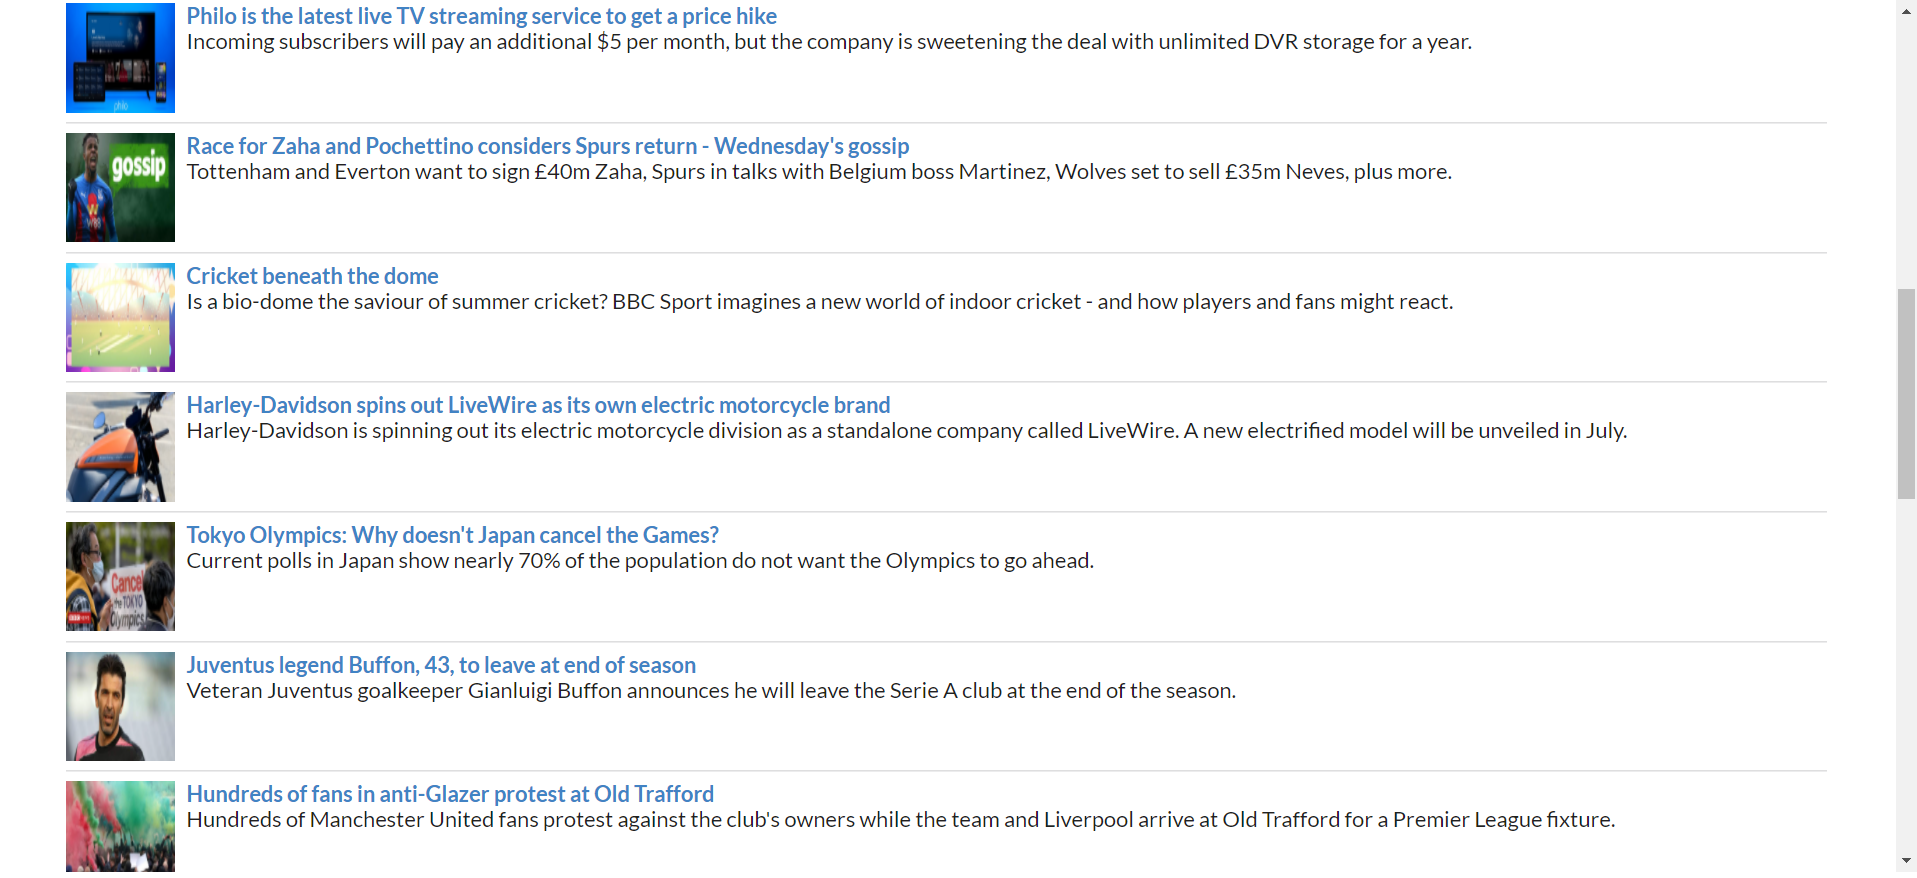 Philo is the latest live TV streaming service to get a price hike
Incoming subscribers will pay an additional $5 per month, but the company is sweetening the deal with unlimited DVR storage for a year.
philo
Race for Zaha and Pochettino considers Spurs return - Wednesday's gossip
Tottenham and Everton want to sign £40m Zaha, Spurs in talks with Belgium boss Martinez, Wolves set to sell £35m Neves, plus more.
gossip
Cricket beneath the dome
Is a bio-dome the saviour of summer cricket? BBC Sport imagines a new world of indoor cricket - and how players and fans might react.
Harley-Davidson spins out LiveWire as its own electric motorcycle brand
Harley-Davidson is spinning out its electric motorcycle division as a standalone company called LiveWire. A new electrified model will be unveiled in July.
Tokyo Olympics: Why doesn't Japan cancel the Games?
Current polls in Japan show nearly 70% of the population do not want the Olympics to go ahead.
Cancel
the TOKYO
Olympics
Juventus legend Buffon, 43, to leave at end of season
Veteran Juventus goalkeeper Gianluigi Buffon announces he will leave the Serie A club at the end of the season.
Hundreds of fans in anti-Glazer protest at Old Trafford
Hundreds of Manchester United fans protest against the club's owners while the team and Liverpool arrive at Old Trafford for a Premier League fixture.